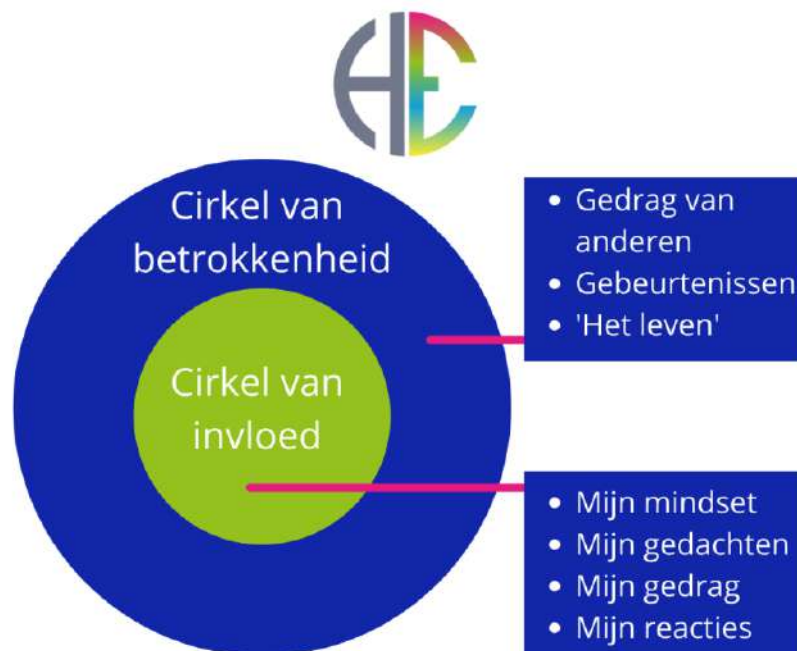 HE
Cirkel van
betrokkenheid
Cirkel van
invloed
• Gedrag van
anderen
• Gebeurtenissen
• 'Het leven'
• Mijn mindset
• Mijn gedachten
• Mijn gedrag
• Mijn reacties